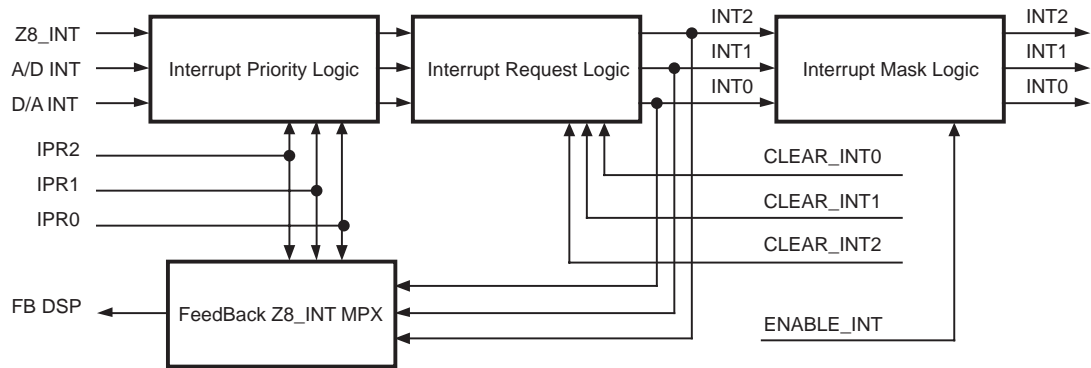 Z8_INT
A/D INT
D/A INT
Interrupt Priority Logic
Interrupt Request Logic
INT2
INT1
INT0
Interrupt Mask Logic
INT2
INT1
INT0
IPR2
IPR1
IPR0
CLEAR_INT0
CLEAR_INT1
CLEAR_INT2
FB DSP
FeedBack Z8_INT MPX
ENABLE_INT